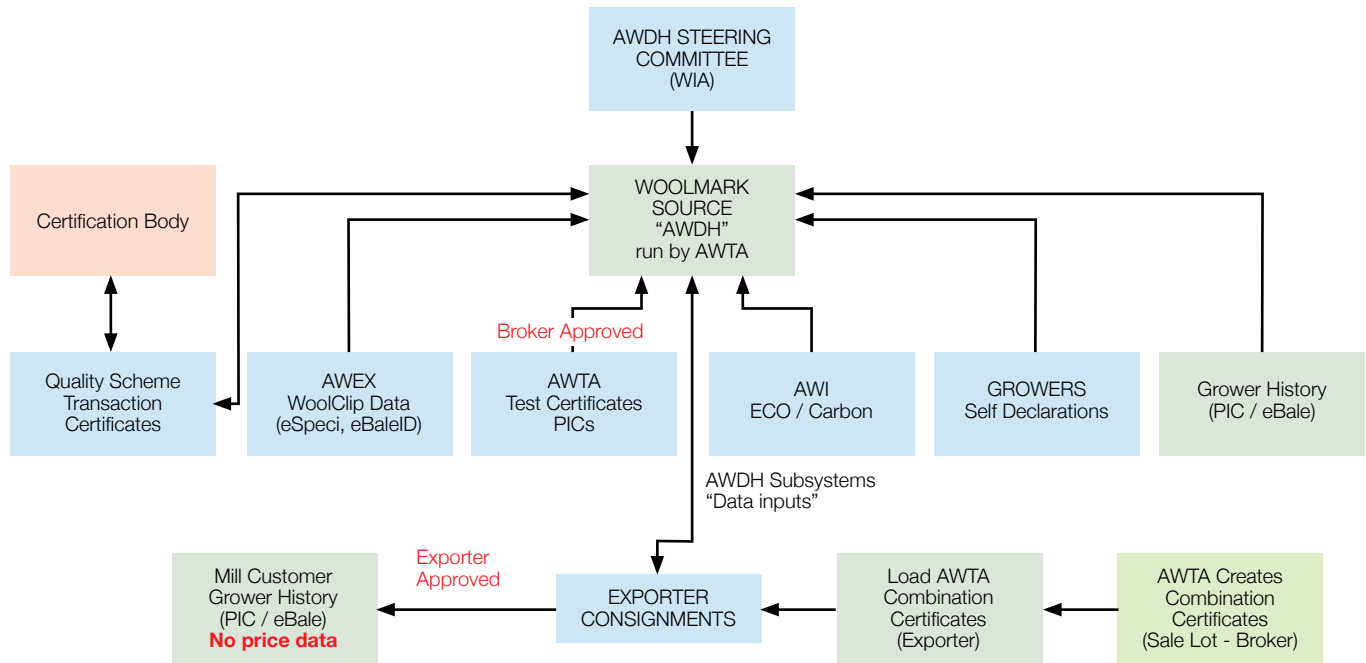 AWDH STEERING
COMMITTEE
(WIA)
Certification Body
WOOLMARK
SOURCE
“AWDH”
run by AWTA
Broker Approved
Quality Scheme
Transaction
Certificates
AWEX
WoolClip Data
(eSpeci, eBaleID)
AWTA
Test Certificates
PICs
AWI
ECO / Carbon
GROWERS
Self Declarations
Grower History
(PIC / eBale)
AWDH Subsystems
“Data inputs”
Mill Customer
Grower History
(PIC / eBale)
No price data
Exporter
Approved
EXPORTER
CONSIGNMENTS
Load AWTA
Combination
Certificates
(Exporter)
AWTA Creates
Combination
Certificates
(Sale Lot - Broker)